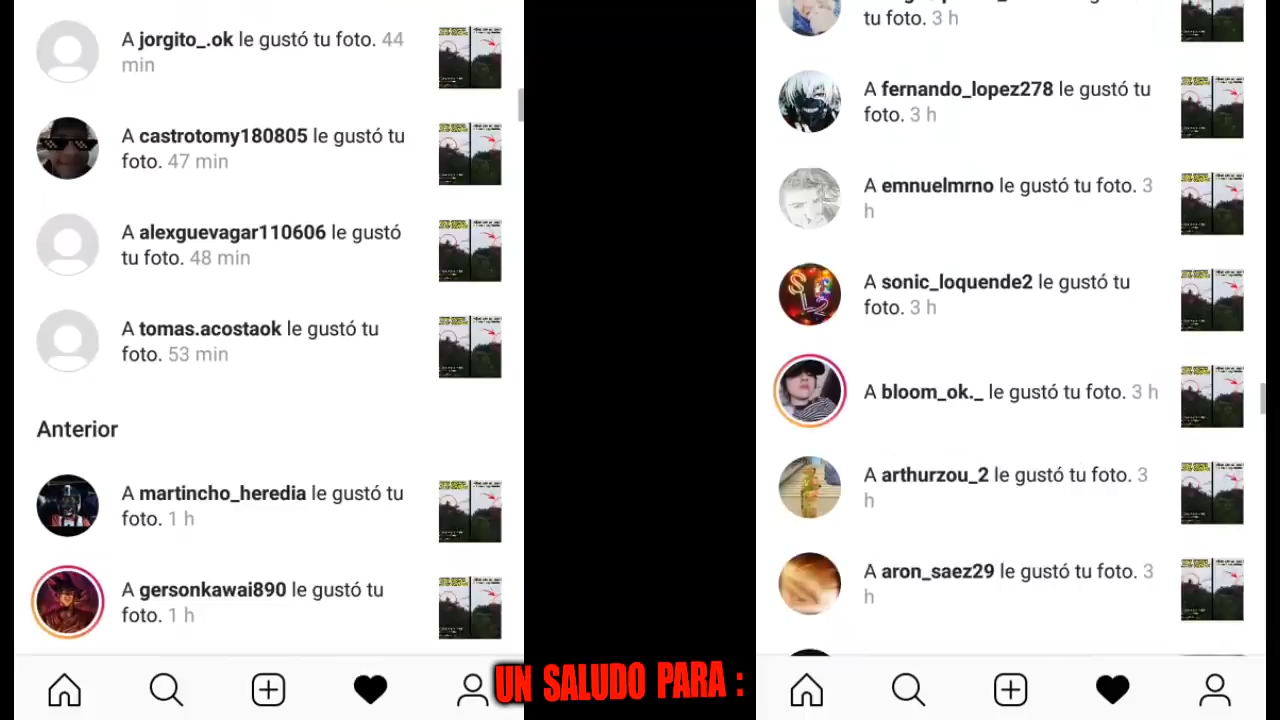 A jorgito_.ok le gustó tu foto. 44
min
A castrotomy180805 le gustó tu
foto. 47 min
A alexguevagar110606 le gustó
tu foto. 48 min
A tomas.acostaok le gustó tu
foto. 53 min
Anterior
A martincho_heredia le gustó tu
foto. 1 h
A gersonkawai890 le gustó tu
foto. 1 h
tu foto. 3 h
A fernando_lopez278 le gustó tu
foto. 3 h
A emnuelmrno le gustó tu foto. 3
h
A sonic_loquende2 le gustó tu
foto. 3 h
A bloom_ok._ le gustó tu foto. 3 h
A arthurzou_2 le gustó tu foto. 3
h
A aron_saez29 le gustó tu foto. 3
h
UN SALUDO PARA :